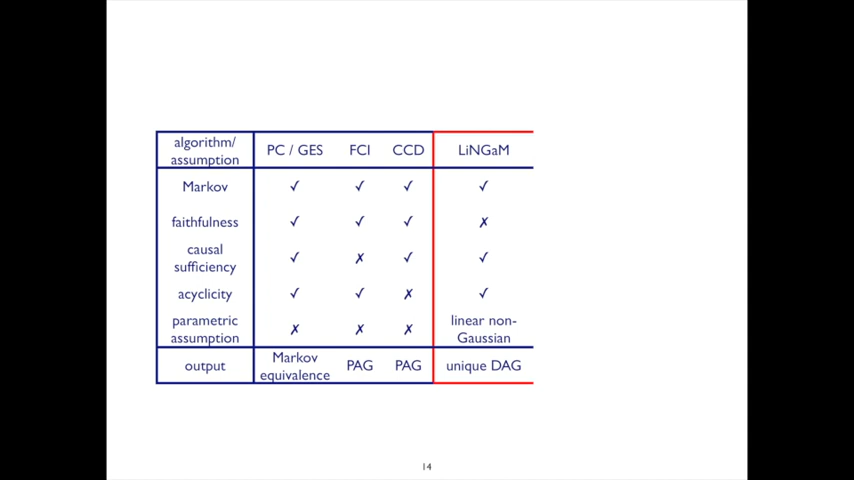 algorithm/
assumption
PC / GES FCI CCD LiNGaM
Markov ✓ ✓ ✓ ✓
faithfulness ✓ ✓ ✓ ✗
causal
sufficiency
✓ ✗ ✓ ✓
acyclicity ✓ ✓ ✗ ✓
parametric
assumption
✗ ✗ ✗
linear non-
Gaussian
output
Markov
equivalence
PAG PAG unique DAG
14